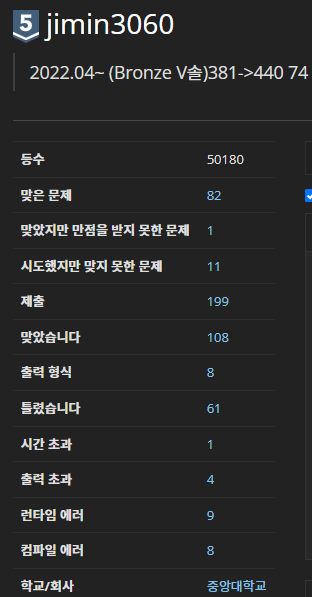 5 jimin3060
2022.04~ (Bronze V솔)381->440 74
등수 50180
맞은 문제 82
맞았지만 만점을 받지 못한 문제 1
시도했지만 맞지 못한 문제 11
제출 199
맞았습니다 108
출력 형식 8
틀렸습니다 61
시간 초과 1
출력 초과 4
런타임 에러 9
컴파일 에러 8
학교/회사 중앙대학교